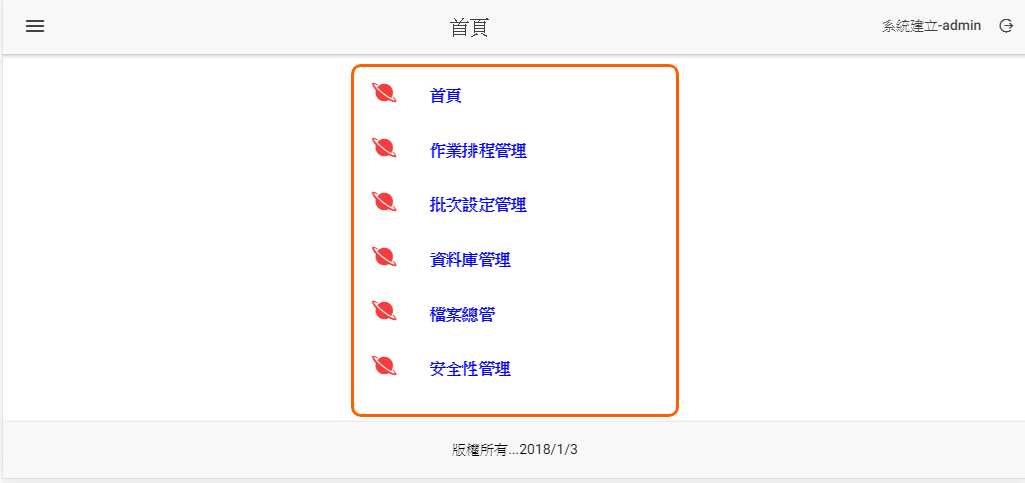 首頁
系統建立-admin
首頁
作業排程管理
批次設定管理
資料庫管理
檔案總管
安全性管理
版權所有...2018/1/3